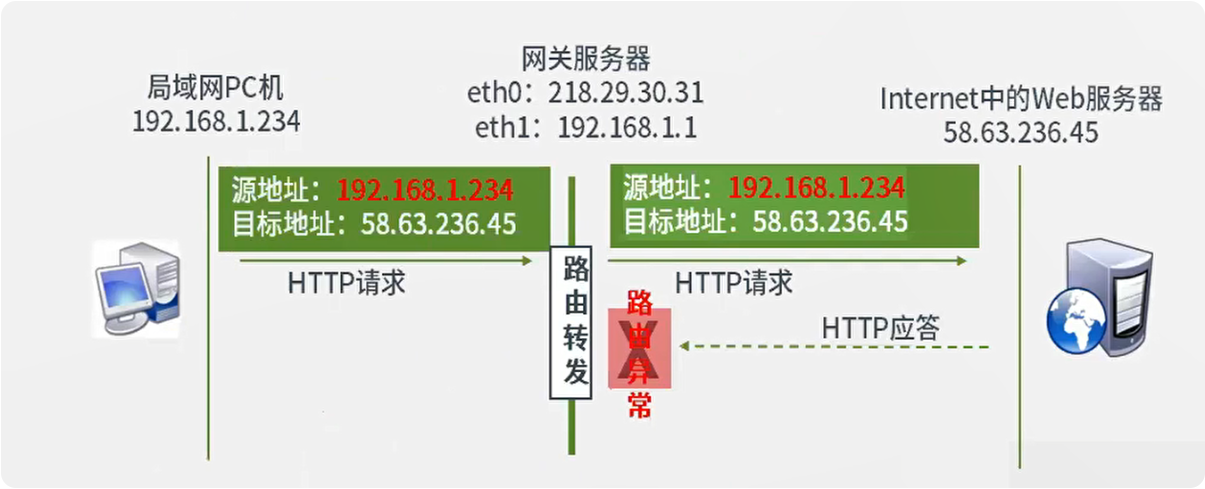 局域网PC机
192.168.1.234
网关服务器
eth0：218.29.30.31
eth1：192.168.1.1
Internet中的Web服务器
58.63.236.45
源地址：192.168.1.234
目标地址：58.63.236.45
源地址：192.168.1.234
目标地址：58.63.236.45
HTTP请求
路由转发
HTTP请求
路由异常
X
HTTP应答